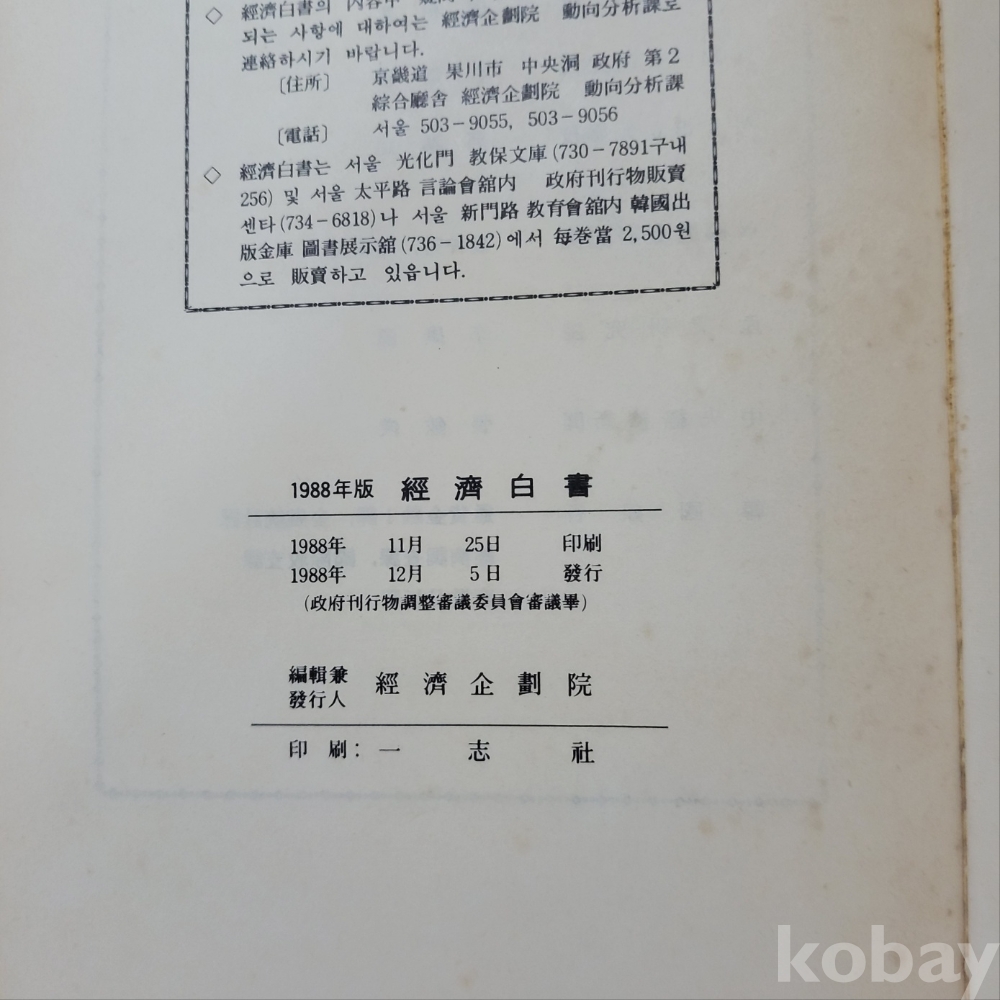 ◇ 經濟白書의 內容中
되는 사항에 대하여는 經濟企劃院 動向分析課로
連絡하시기 바랍니다.
〔住所〕 京畿道 果川市 中央洞 政府 第2
綜合廳舍 經濟企劃院 動向分析課
〔電話〕 서울 503-9055, 503-9056
◇ 經濟白書는 서울 光化門 教保文庫(730-7891구내
256) 및 서울 太平路 言論會舘內 政府刊行物販賣
센타(734-6818)나 서울 新門路 教育會舘內 韓國出
版金庫 圖書展示舘(736-1842)에서 每巻當 2,500원
으로 販賣하고 있읍니다.
1988年版 經濟白書
1988年 11月 25日 印刷
1988年 12月 5日 發行
(政府刊行物調整審議委員會審議畢)
編輯兼
發行人 經濟企劃院
印刷: 一志社
kobay